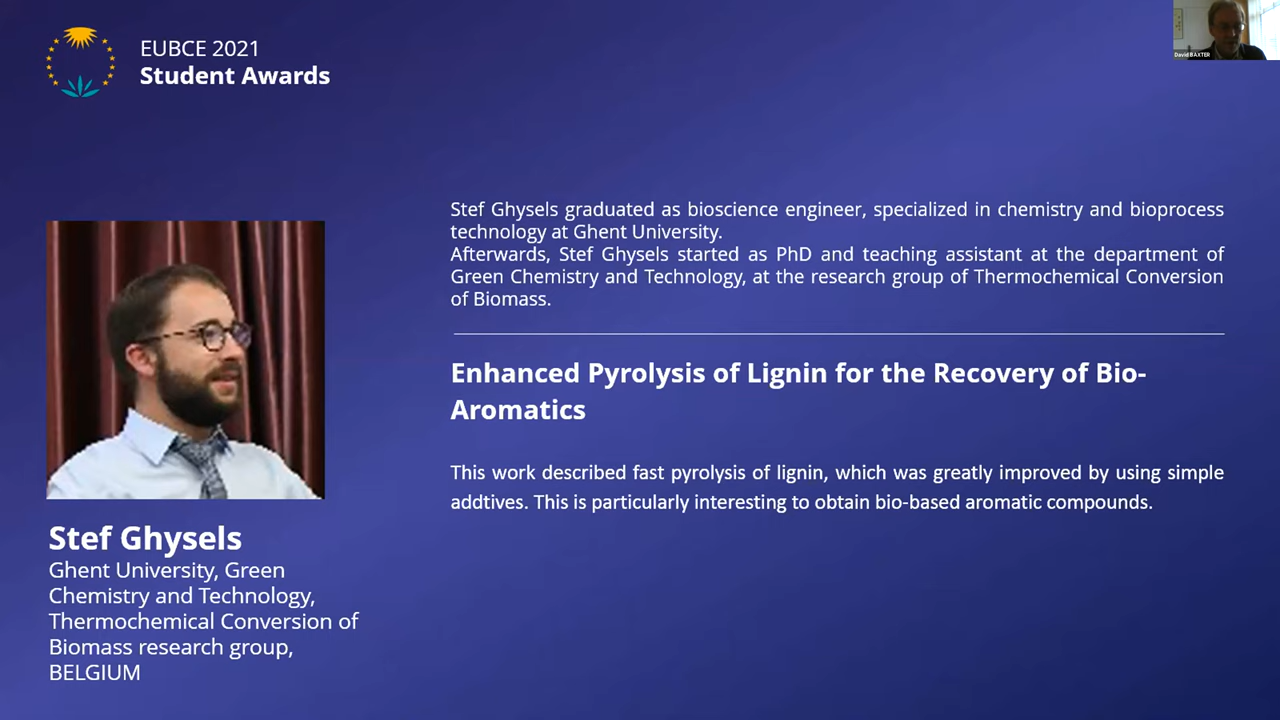 EUBCE 2021
Student Awards
David BAXTER
Stef Ghysels graduated as bioscience engineer, specialized in chemistry and bioprocess
technology at Ghent University.
Afterwards, Stef Ghysels started as PhD and teaching assistant at the department of
Green Chemistry and Technology, at the research group of Thermochemical Conversion
of Biomass.
Enhanced Pyrolysis of Lignin for the Recovery of Bio-
Aromatics
This work described fast pyrolysis of lignin, which was greatly improved by using simple
addtives. This is particularly interesting to obtain bio-based aromatic compounds.
Stef Ghysels
Ghent University, Green
Chemistry and Technology,
Thermochemical Conversion of
Biomass research group,
BELGIUM